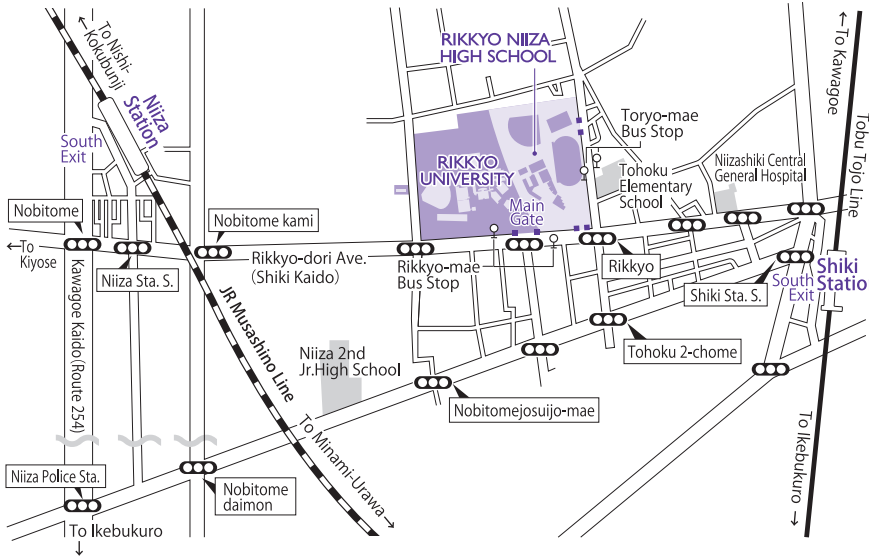 To Nishi-
Kokubunji
Niiza
Station
South
Exit
Nobitome
To
Kiyose
Niiza Sta. S.
Nobitome kami
Rikkyo-dori Ave.
(Shiki Kaido)
Kawagoe Kaido (Route 254)
JR Musashino Line
Niiza Police Sta.
To Ikebukuro
Nobitome
daimon
To Minami-Urawa
Niiza 2nd
Jr.High School
Nobitomejosuijo-mae
RIKKYO NIIZA
HIGH SCHOOL
RIKKYO
UNIVERSITY
Main
Gate
Rikkyo-mae
Bus Stop
Toryo-mae
Bus Stop
Tohoku
Elementary
School
Niizashiki Central
General Hospital
Rikkyo
Tohoku 2-chome
Shiki Sta. S.
South
Exit
Shiki
Station
To Kawagoe
Tobu Tojo Line
To Ikebukuro